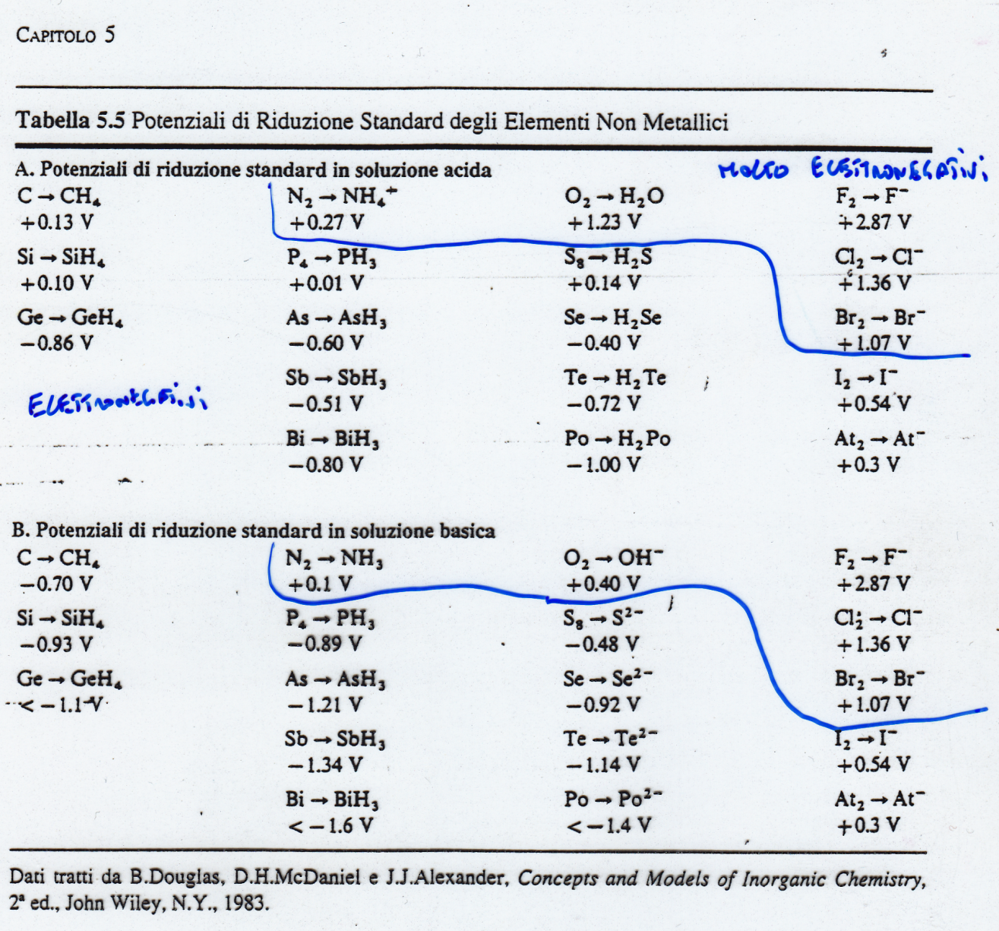 CAPITOLO 5
Tabella 5.5 Potenziali di Riduzione Standard degli Elementi Non Metallici
A. Potenziali di riduzione standard in soluzione acida
MOLTO ELETTRONEGATIVI
C → CH₄ N₂ → NH₄⁺ O₂ → H₂O F₂ → F⁻
+0.13 V +0.27 V +1.23 V +2.87 V
Si → SiH₄ P₄ → PH₃ S₈ → H₂S Cl₂ → Cl⁻
+0.10 V +0.01 V +0.14 V +1.36 V
Ge → GeH₄ As → AsH₃ Se → H₂Se Br₂ → Br⁻
−0.86 V −0.60 V −0.40 V +1.07 V
Sb → SbH₃ Te → H₂Te I₂ → I⁻
ELETTRONEGATIVI −0.51 V −0.72 V +0.54 V
Bi → BiH₃ Po → H₂Po At₂ → At⁻
−0.80 V −1.00 V +0.3 V
B. Potenziali di riduzione standard in soluzione basica
C → CH₄ N₂ → NH₃ O₂ → OH⁻ F₂ → F⁻
−0.70 V +0.1 V +0.40 V +2.87 V
Si → SiH₄ P₄ → PH₃ S₈ → S²⁻ Cl₂ → Cl⁻
−0.93 V −0.89 V −0.48 V +1.36 V
Ge → GeH₄ As → AsH₃ Se → Se²⁻ Br₂ → Br⁻
< −1.1 V −1.21 V −0.92 V +1.07 V
Sb → SbH₃ Te → Te²⁻ I₂ → I⁻
−1.34 V −1.14 V +0.54 V
Bi → BiH₃ Po → Po²⁻ At₂ → At⁻
< −1.6 V < −1.4 V +0.3 V
Dati tratti da B.Douglas, D.H.McDaniel e J.J.Alexander, Concepts and Models of Inorganic Chemistry,
2ª ed., John Wiley, N.Y., 1983.